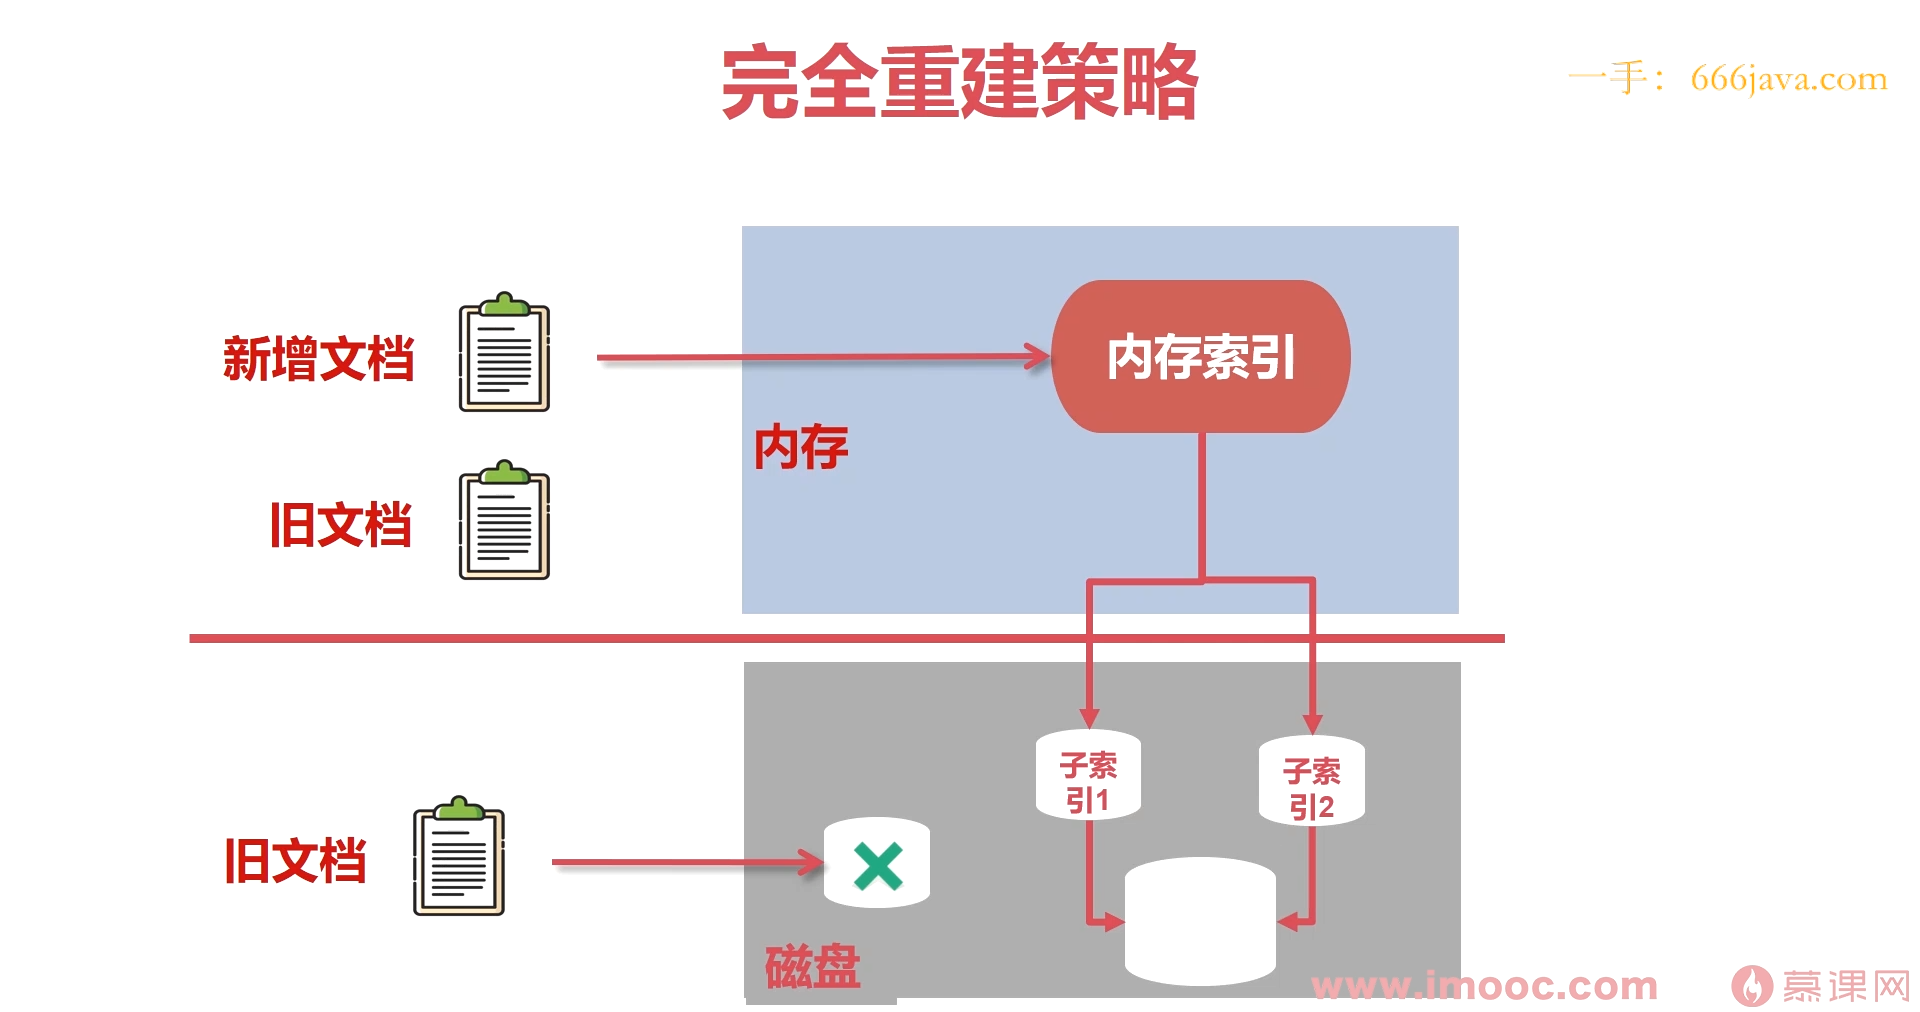 完全重建策略
一手：666java.com
新增文档
内存索引
内存
旧文档
子索
引1
子索
引2
旧文档
磁盘
www.imooc.com
慕课网